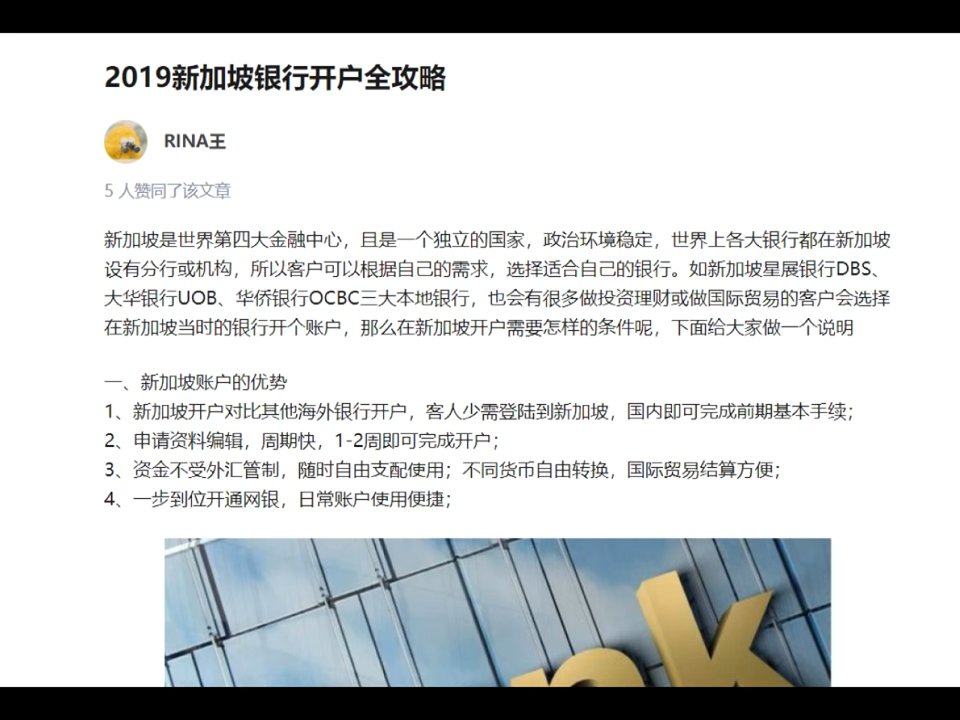 2019新加坡银行开户全攻略
RINA王
5 人赞同了该文章
新加坡是世界第四大金融中心，且是一个独立的国家，政治环境稳定，世界上各大银行都在新加坡
设有分行或机构，所以客户可以根据自己的需求，选择适合自己的银行。如新加坡星展银行DBS、
大华银行UOB、华侨银行OCBC三大本地银行，也会有很多做投资理财或做国际贸易的客户会选择
在新加坡当时的银行开个账户，那么在新加坡开户需要怎样的条件呢，下面给大家做一个说明
一、新加坡账户的优势
1、新加坡开户对比其他海外银行开户，客人少需登陆到新加坡，国内即可完成前期基本手续；
2、申请资料编辑，周期快，1-2周即可完成开户；
3、资金不受外汇管制，随时自由支配使用；不同货币自由转换，国际贸易结算方便；
4、一步到位开通网银，日常账户使用便捷；
nk